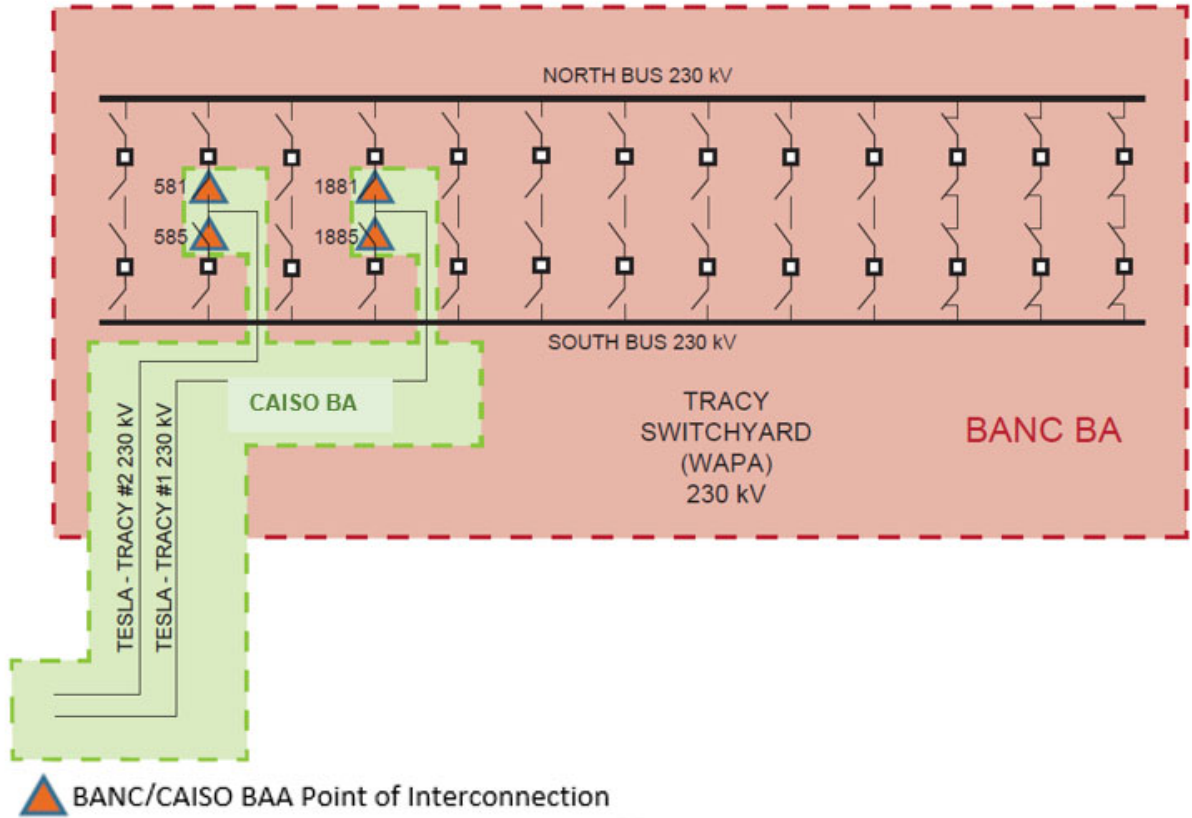 NORTH BUS 230 kV
581
1881
585
1885
SOUTH BUS 230 kV
CAISO BA
TRACY
SWITCHYARD
(WAPA)
230 kV
BANC BA
TESLA - TRACY #2 230 kV
TESLA - TRACY #1 230 kV
BANC/CAISO BAA Point of Interconnection